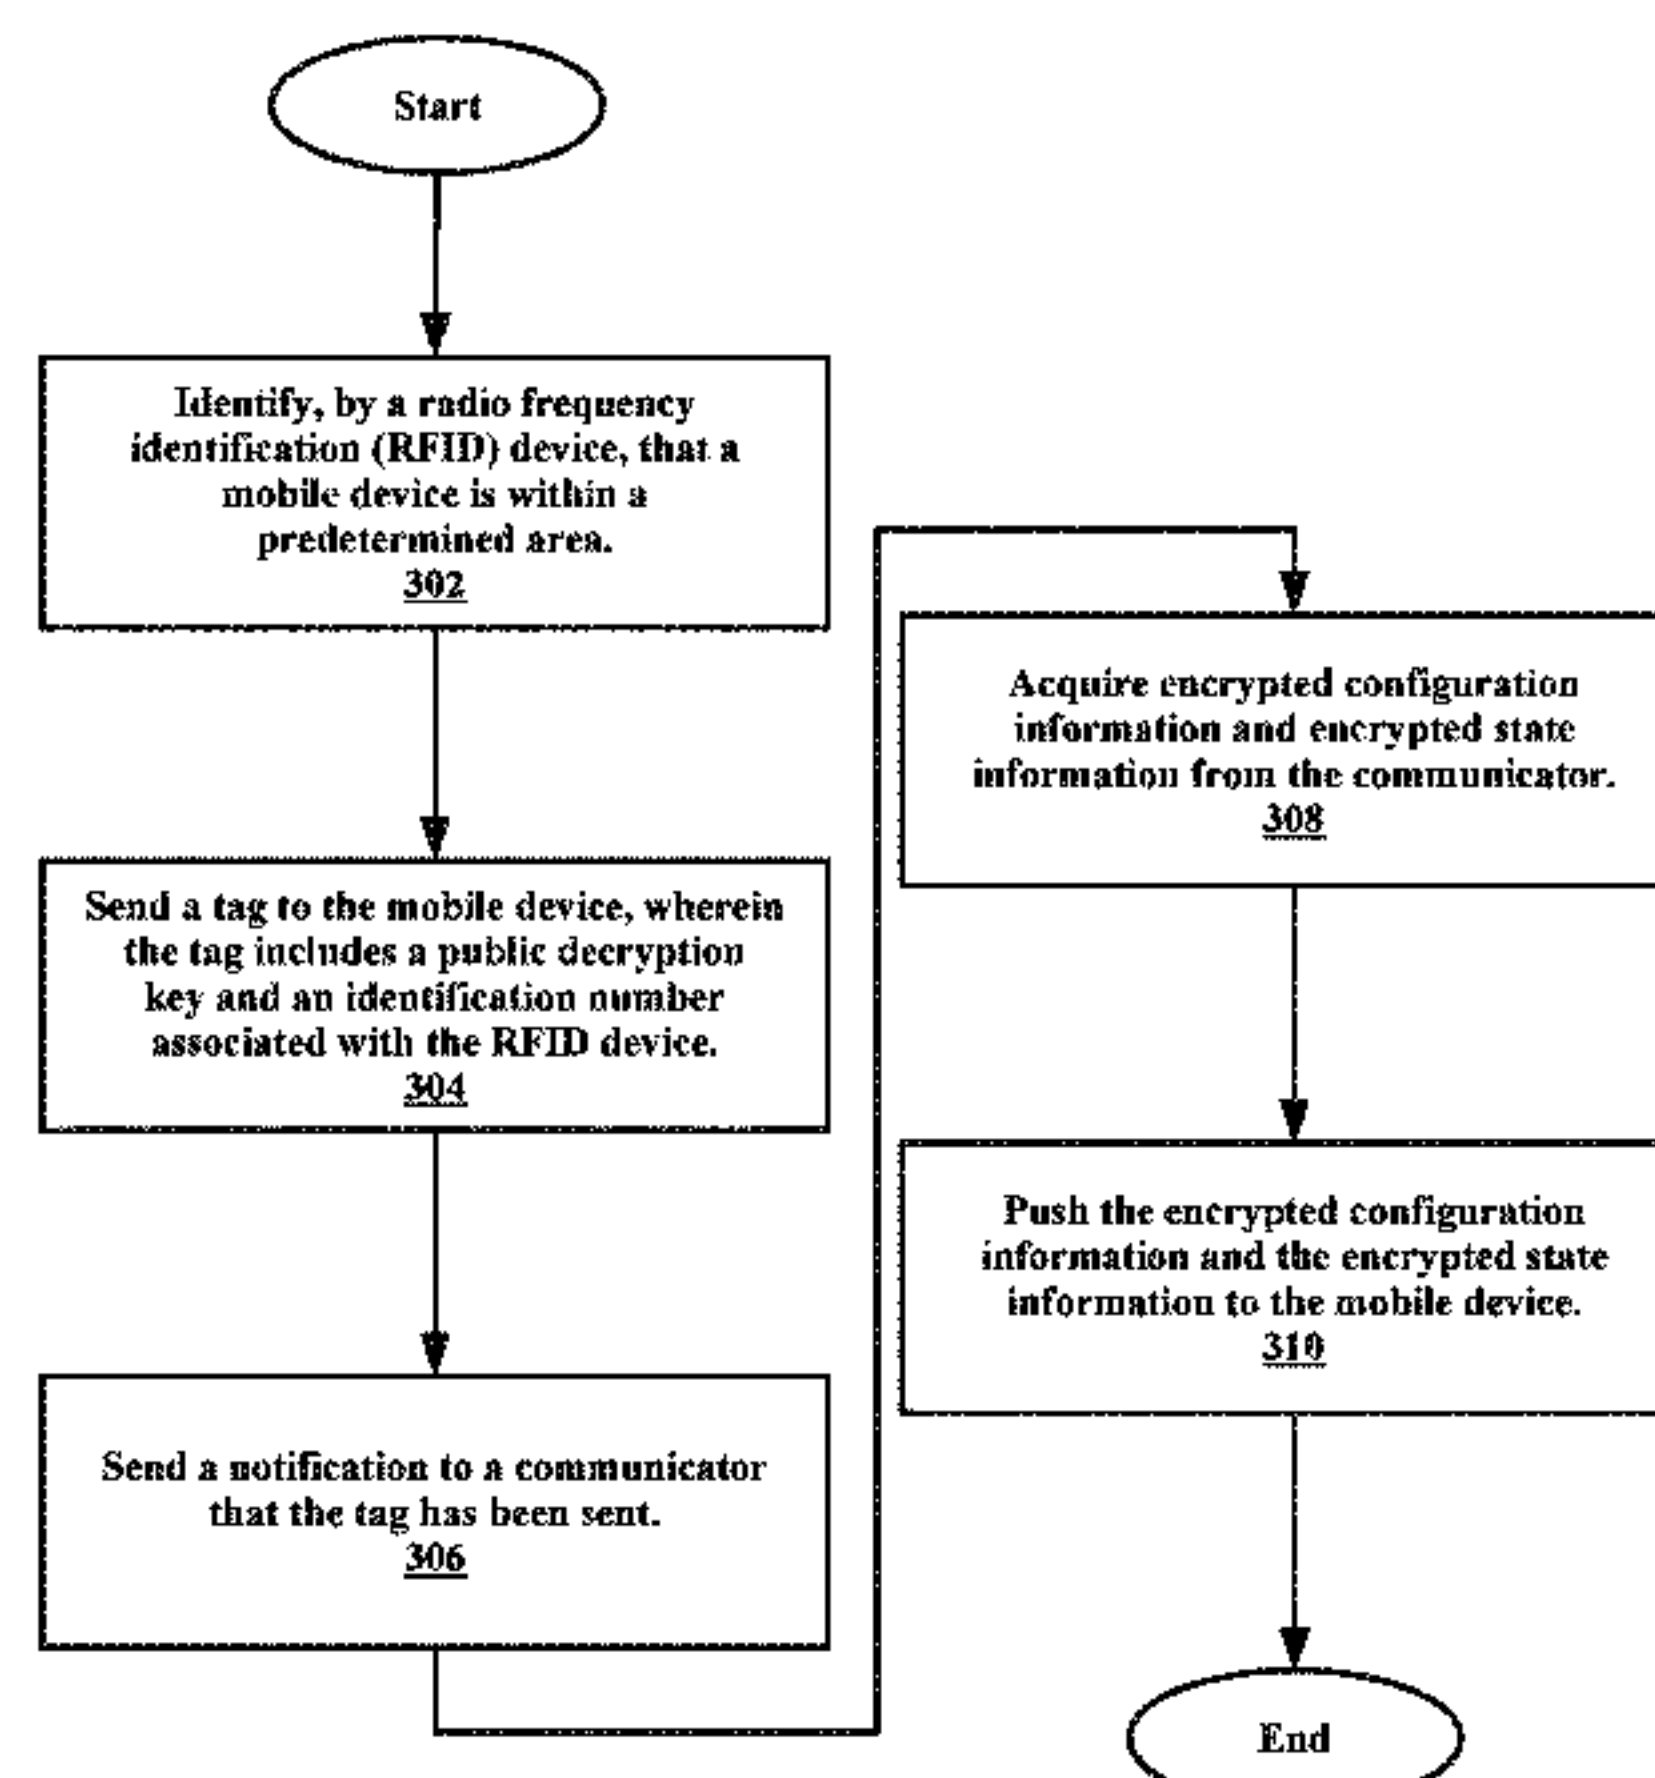 Start
Identify, by a radio frequency
identification (RFID) device, that a
mobile device is within a
predetermined area.
302
Send a tag to the mobile device, wherein
the tag includes a public decryption
key and an identification number
associated with the RFID device.
304
Send a notification to a communicator
that the tag has been sent.
306
Acquire encrypted configuration
information and encrypted state
information from the communicator.
308
Push the encrypted configuration
information and the encrypted state
information to the mobile device.
310
End